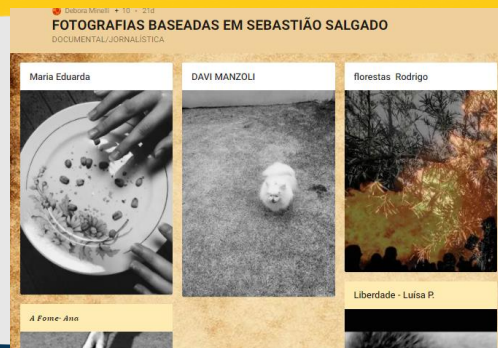 Debora Minelli + 10 • 21d
FOTOGRAFIAS BASEADAS EM SEBASTIÃO SALGADO
DOCUMENTAL/JORNALÍSTICA
Maria Eduarda
DAVI MANZOLI
florestas Rodrigo
Liberdade - Luísa P.
A Fome- Ana